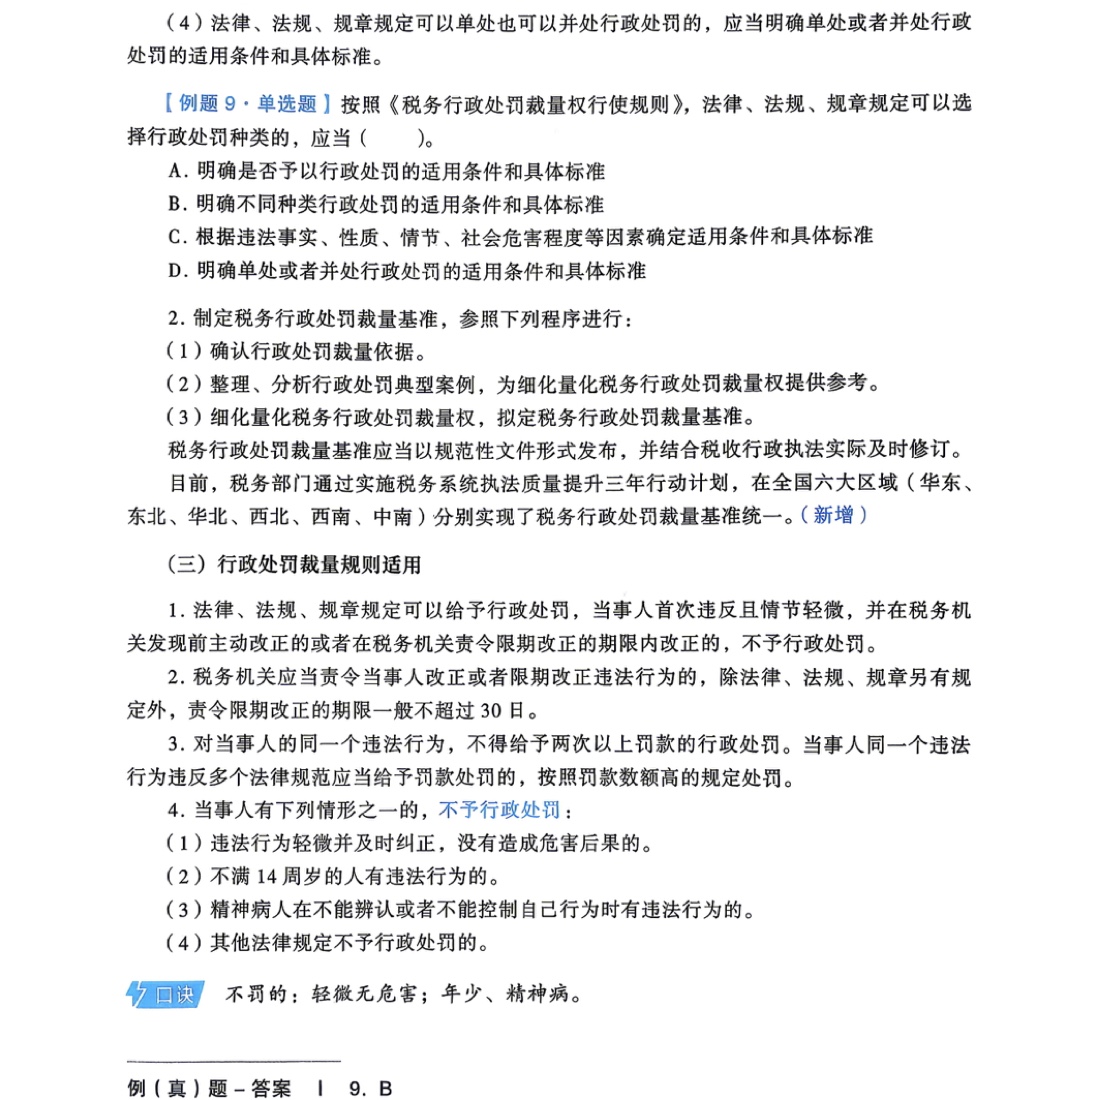 （4）法律、法规、规章规定可以单处也可以并处行政处罚的，应当明确单处或者并处行政
处罚的适用条件和具体标准。
【例题9·单选题】按照《税务行政处罚裁量权行使规则》，法律、法规、规章规定可以选
择行政处罚种类的，应当（　　）。
A. 明确是否予以行政处罚的适用条件和具体标准
B. 明确不同种类行政处罚的适用条件和具体标准
C. 根据违法事实、性质、情节、社会危害程度等因素确定适用条件和具体标准
D. 明确单处或者并处行政处罚的适用条件和具体标准
2. 制定税务行政处罚裁量基准，参照下列程序进行：
（1）确认行政处罚裁量依据。
（2）整理、分析行政处罚典型案例，为细化量化税务行政处罚裁量权提供参考。
（3）细化量化税务行政处罚裁量权，拟定税务行政处罚裁量基准。
税务行政处罚裁量基准应当以规范性文件形式发布，并结合税收行政执法实际及时修订。
目前，税务部门通过实施税务系统执法质量提升三年行动计划，在全国六大区域（华东、
东北、华北、西北、西南、中南）分别实现了税务行政处罚裁量基准统一。（新增）
（三）行政处罚裁量规则适用
1. 法律、法规、规章规定可以给予行政处罚，当事人首次违反且情节轻微，并在税务机
关发现前主动改正的或者在税务机关责令限期改正的期限内改正的，不予行政处罚。
2. 税务机关应当责令当事人改正或者限期改正违法行为的，除法律、法规、规章另有规
定外，责令限期改正的期限一般不超过30日。
3. 对当事人的同一个违法行为，不得给予两次以上罚款的行政处罚。当事人同一个违法
行为违反多个法律规范应当给予罚款处罚的，按照罚款数额高的规定处罚。
4. 当事人有下列情形之一的，不予行政处罚：
（1）违法行为轻微并及时纠正，没有造成危害后果的。
（2）不满14周岁的人有违法行为的。
（3）精神病人在不能辨认或者不能控制自己行为时有违法行为的。
（4）其他法律规定不予行政处罚的。
口诀 不罚的：轻微无危害；年少、精神病。
例（真）题－答案 | 9. B